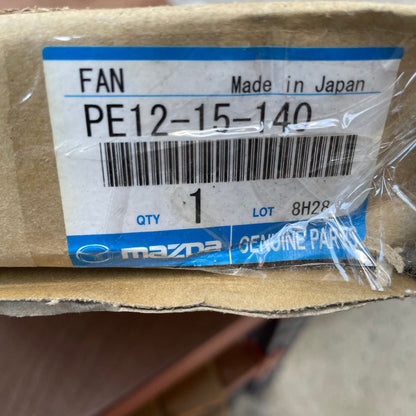 FAN Made in Japan
PE12-15-140
QTY 1 LOT 8H28
mazda GENUINE PARTS